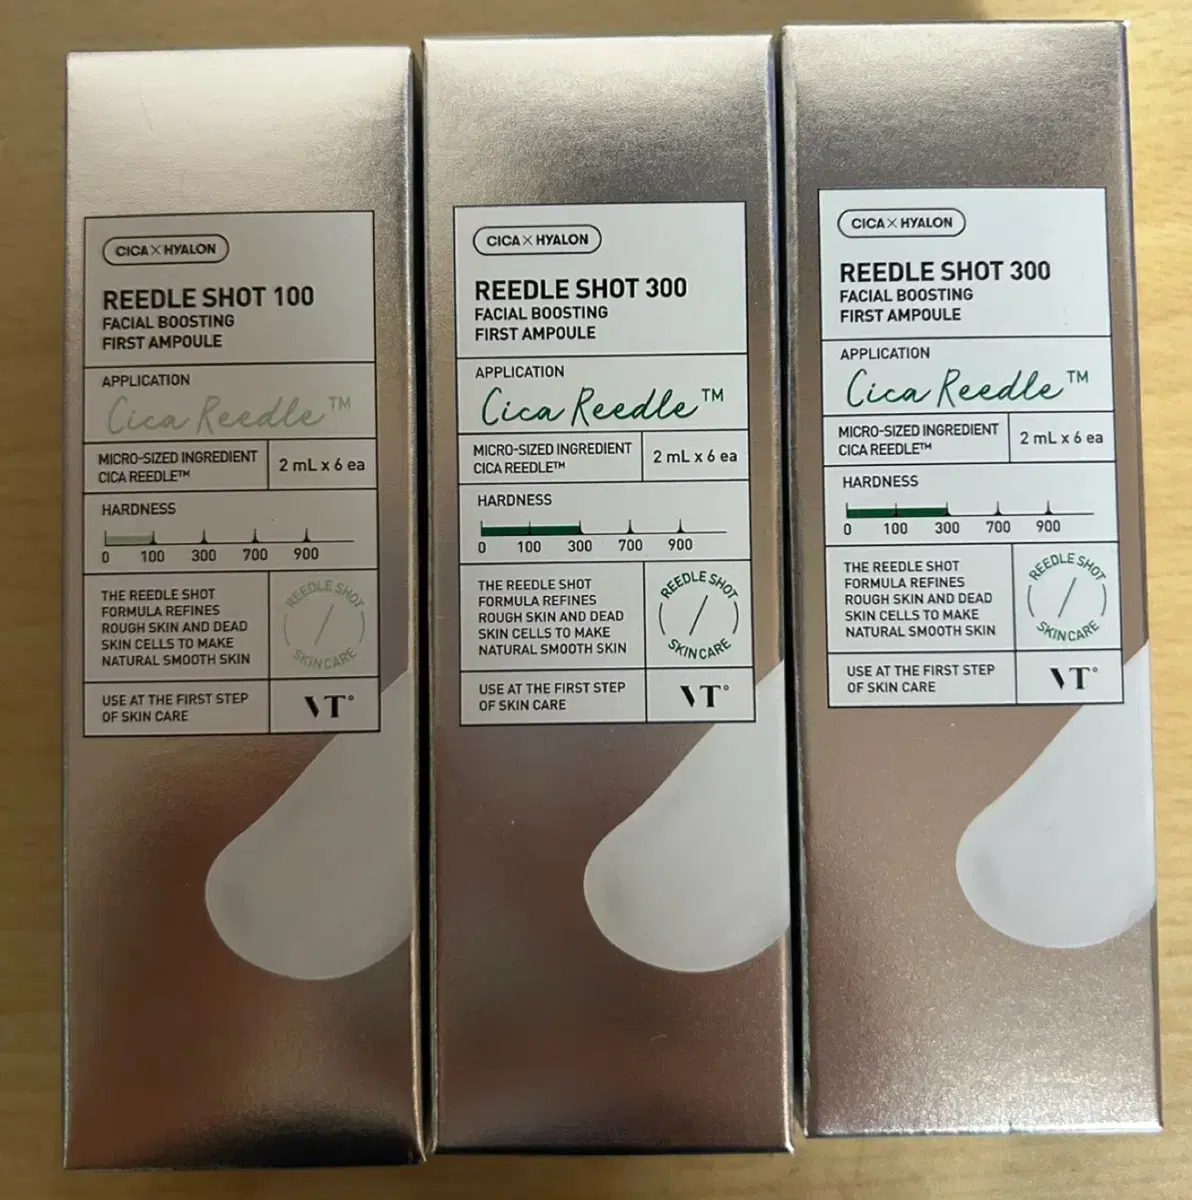 CICA×HYALON
REEDLE SHOT 100
FACIAL BOOSTING
FIRST AMPOULE
APPLICATION
Cica Reedle™
MICRO-SIZED INGREDIENT
CICA REEDLE™
2 mL x 6 ea
HARDNESS
0 100 300 700 900
THE REEDLE SHOT
FORMULA REFINES
ROUGH SKIN AND DEAD
SKIN CELLS TO MAKE
NATURAL SMOOTH SKIN
REEDLE SHOT
SKINCARE
USE AT THE FIRST STEP
OF SKIN CARE
VT°
CICA×HYALON
REEDLE SHOT 300
FACIAL BOOSTING
FIRST AMPOULE
APPLICATION
Cica Reedle™
MICRO-SIZED INGREDIENT
CICA REEDLE™
2 mL x 6 ea
HARDNESS
0 100 300 700 900
THE REEDLE SHOT
FORMULA REFINES
ROUGH SKIN AND DEAD
SKIN CELLS TO MAKE
NATURAL SMOOTH SKIN
REEDLE SHOT
SKINCARE
USE AT THE FIRST STEP
OF SKIN CARE
VT°
CICA×HYALON
REEDLE SHOT 300
FACIAL BOOSTING
FIRST AMPOULE
APPLICATION
Cica Reedle™
MICRO-SIZED INGREDIENT
CICA REEDLE™
2 mL x 6 ea
HARDNESS
0 100 300 700 900
THE REEDLE SHOT
FORMULA REFINES
ROUGH SKIN AND DEAD
SKIN CELLS TO MAKE
NATURAL SMOOTH SKIN
REEDLE SHOT
SKINCARE
USE AT THE FIRST STEP
OF SKIN CARE
VT°